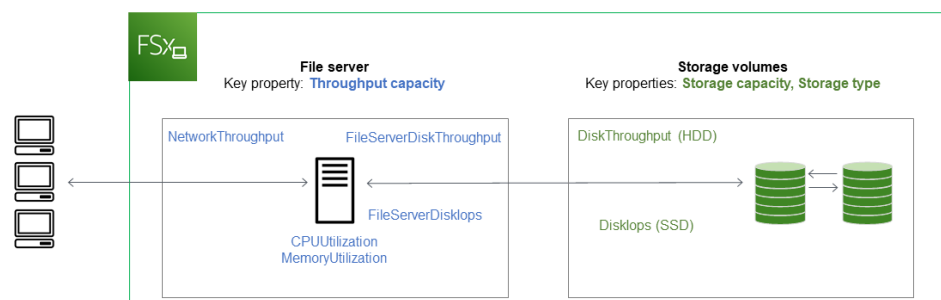 FSx
File server
Key property: Throughput capacity
Storage volumes
Key properties: Storage capacity, Storage type
NetworkThroughput
FileServerDiskThroughput
FileServerDiskIops
CPUUtilization
MemoryUtilization
DiskThroughput (HDD)
DiskIops (SSD)